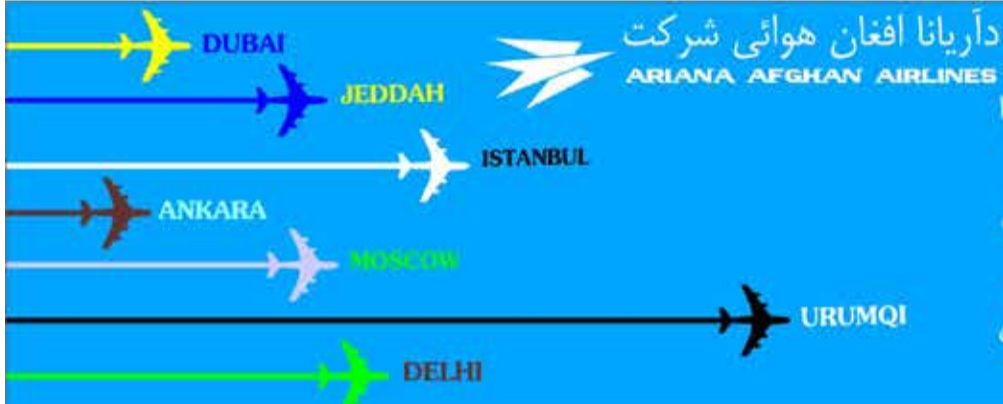 DUBAI
JEDDAH
ISTANBUL
ANKARA
MOSCOW
URUMQI
DELHI
دآریانا افغان هوائی شرکت
ARIANA AFGHAN AIRLINES